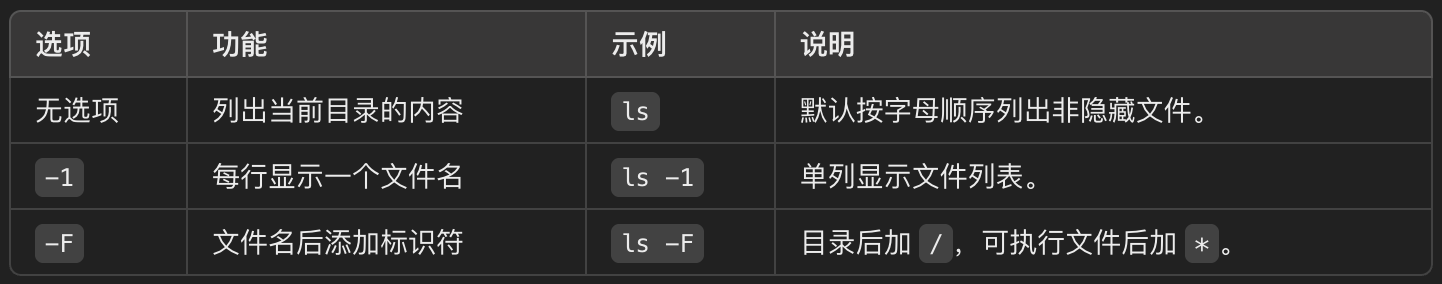 选项 功能 示例 说明
无选项 列出当前目录的内容 ls 默认按字母顺序列出非隐藏文件。
-1 每行显示一个文件名 ls -1 单列显示文件列表。
-F 文件名后添加标识符 ls -F 目录后加 / ，可执行文件后加 * 。